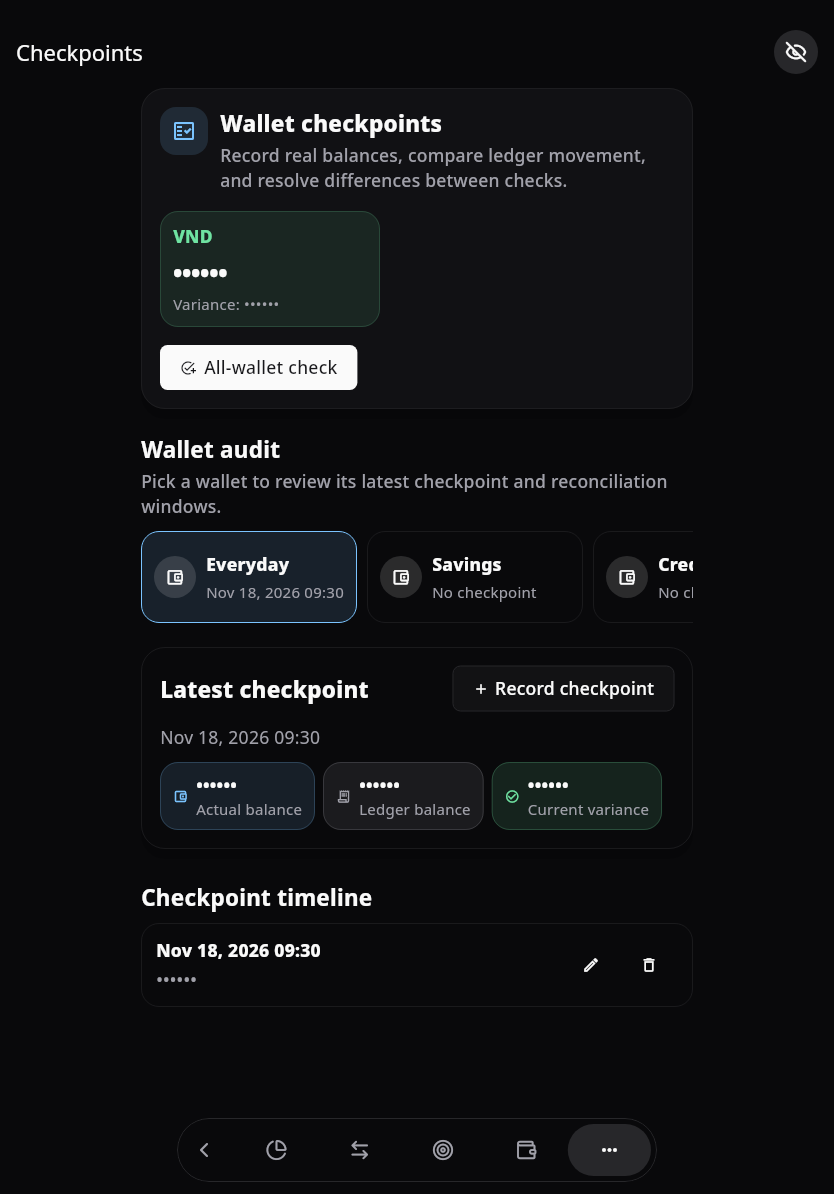 Checkpoints
Wallet checkpoints
Record real balances, compare ledger movement,
and resolve differences between checks.
VND
••••••
Variance: ••••••
All-wallet check
Wallet audit
Pick a wallet to review its latest checkpoint and reconciliation
windows.
Everyday
Nov 18, 2026 09:30
Savings
No checkpoint
Latest checkpoint
Record checkpoint
Nov 18, 2026 09:30
••••••
Actual balance
••••••
Ledger balance
••••••
Current variance
Checkpoint timeline
Nov 18, 2026 09:30
••••••